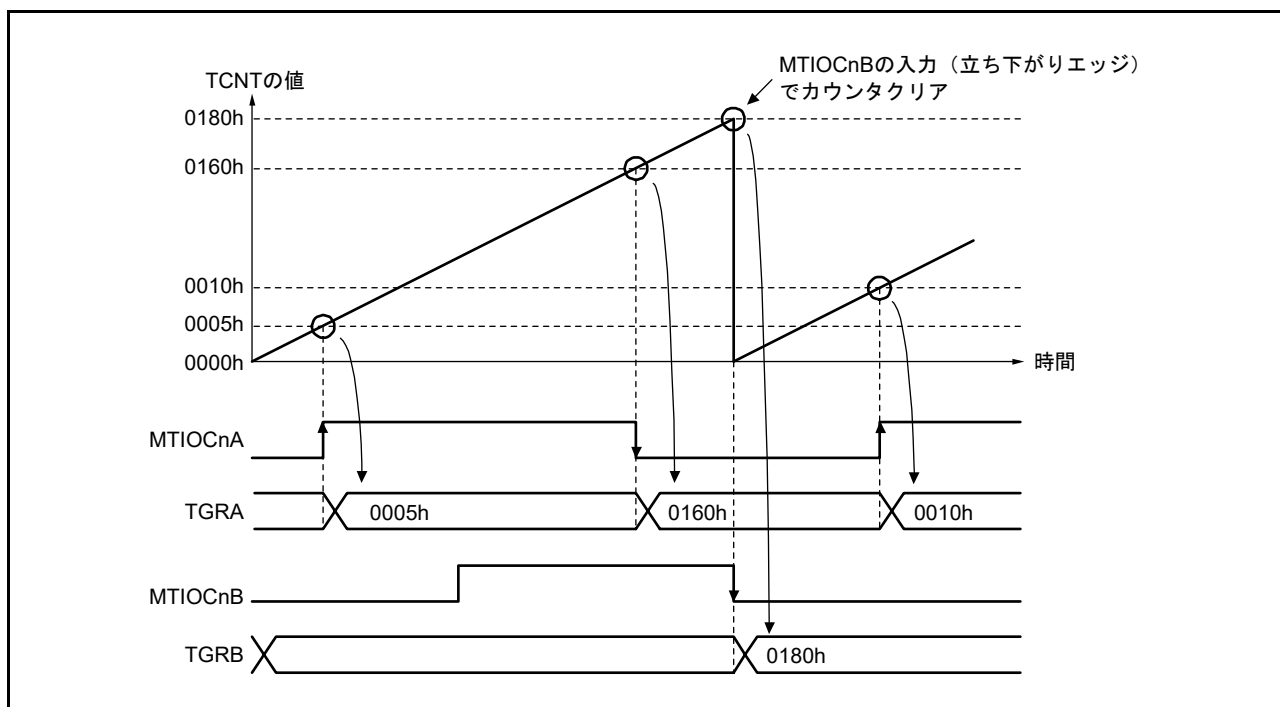 MTIOCnBの入力（立ち下がりエッジ）
でカウンタクリア
TCNTの値
0180h
0160h
0010h
0005h
0000h
時間
MTIOCnA
TGRA
0005h
0160h
0010h
MTIOCnB
TGRB
0180h